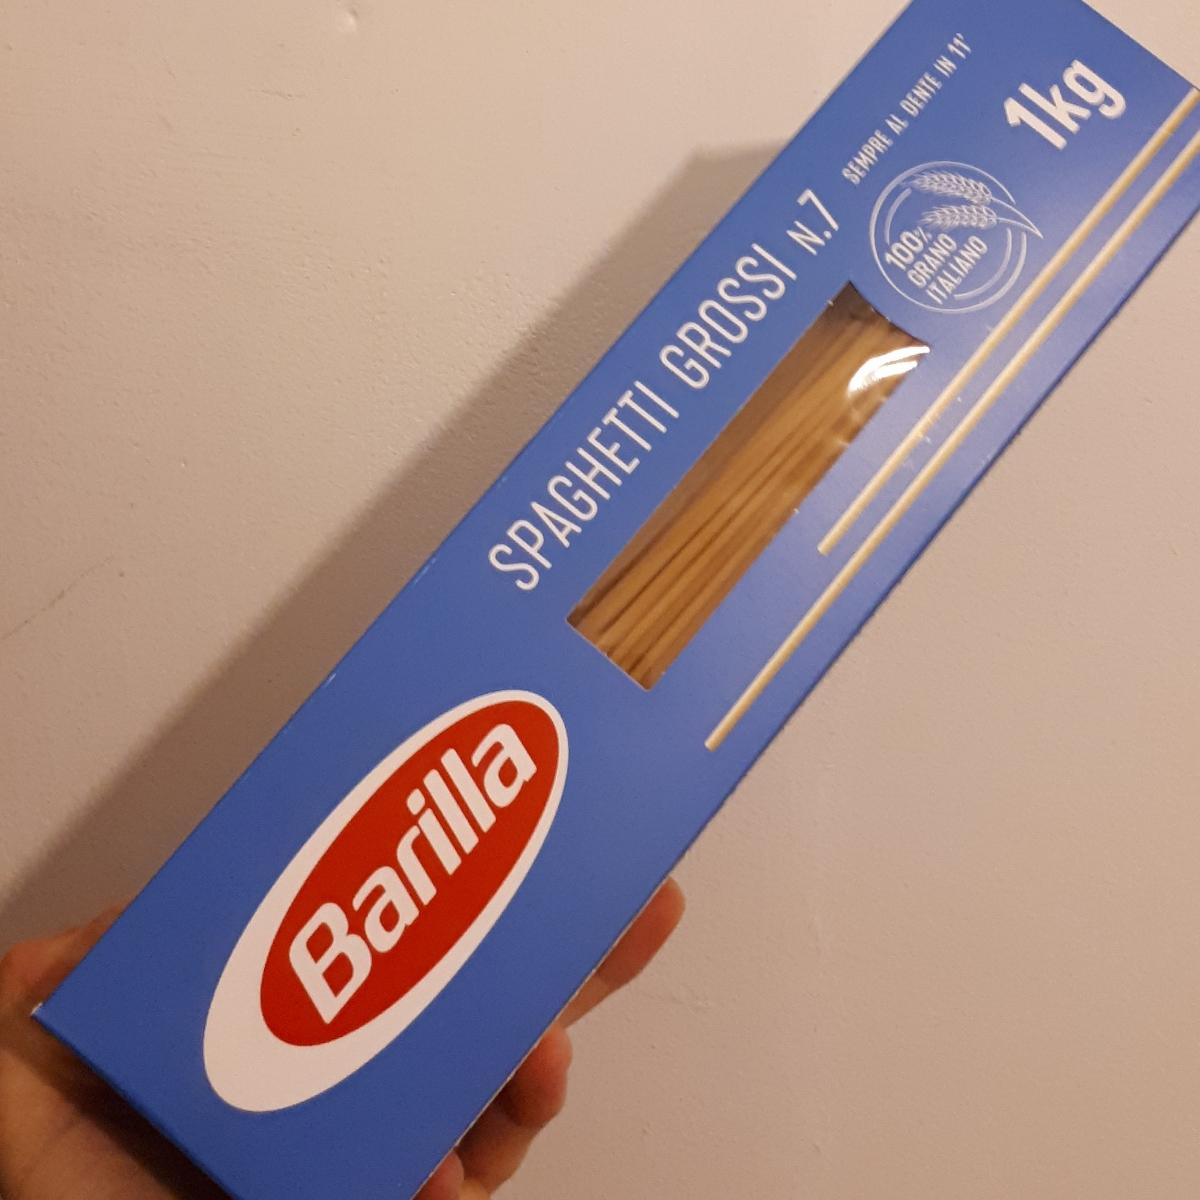 Barilla
SPAGHETTI GROSSI N.7
SEMPRE AL DENTE IN 11'
100%
GRANO
ITALIANO
1kg